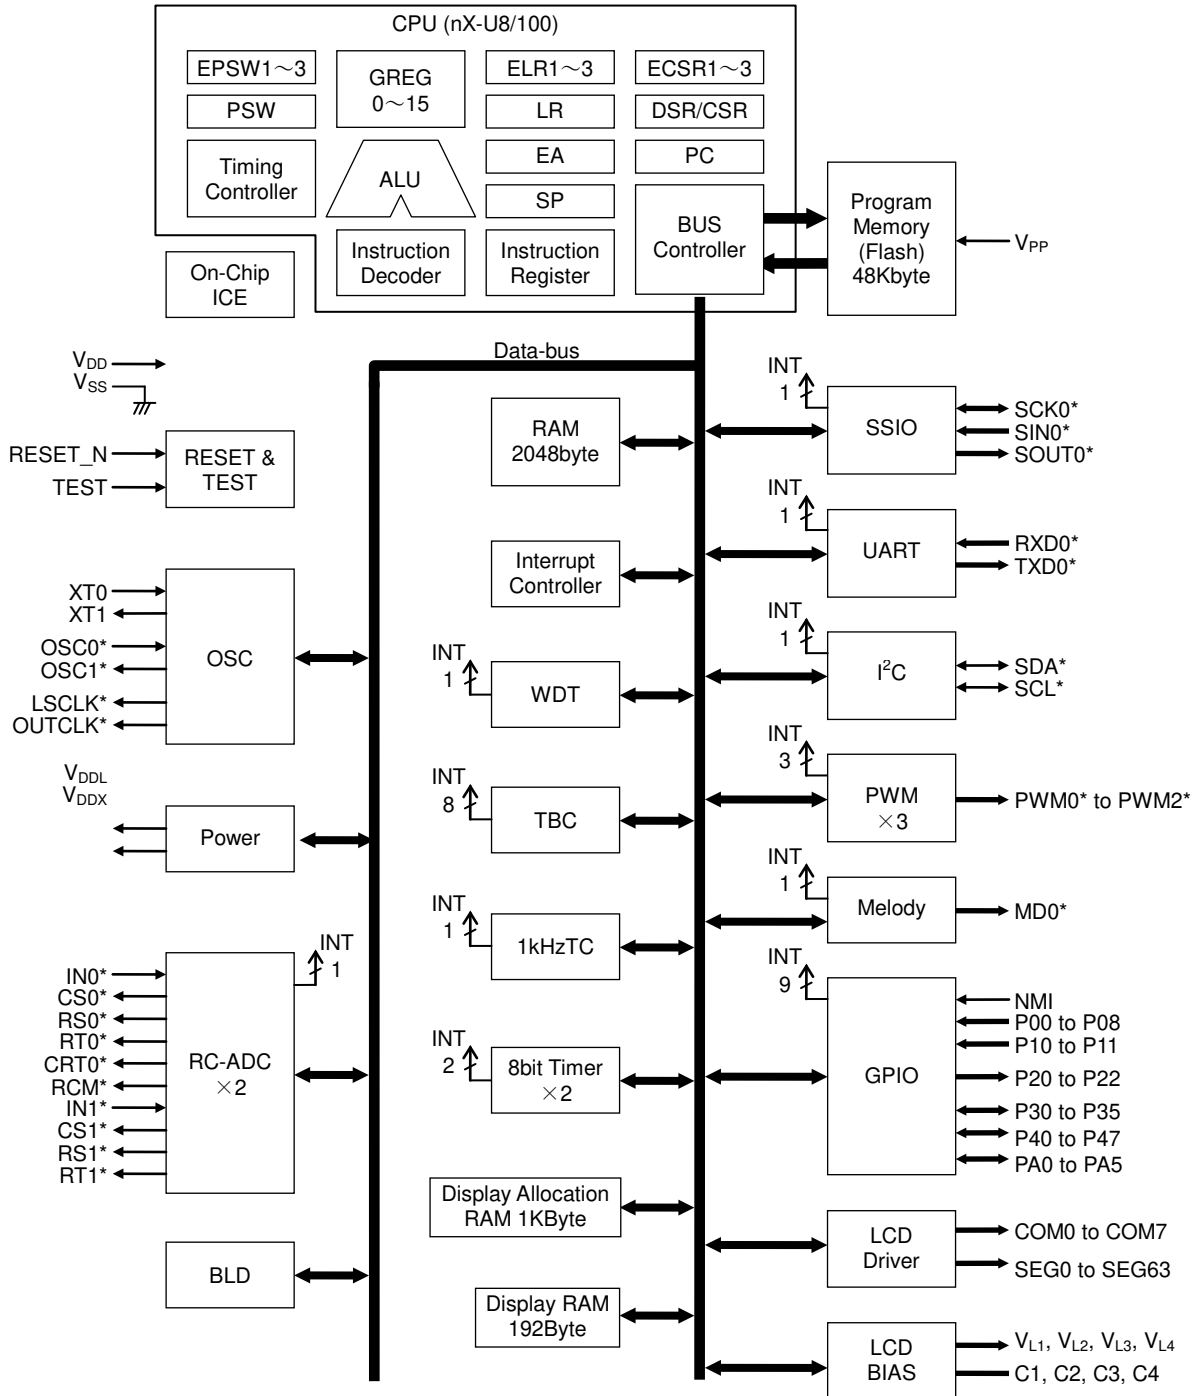 CPU (nX-U8/100)
EPSW1～3
GREG
0～15
ELR1～3
ECSR1～3
PSW
LR
DSR/CSR
Timing
Controller
ALU
EA
PC
SP
BUS
Controller
Program
Memory
(Flash)
48Kbyte
VPP
On-Chip
ICE
Instruction
Decoder
Instruction
Register
Data-bus
VDD
VSS
RESET_N
TEST
RESET &
TEST
XT0
XT1
OSC0*
OSC1*
LSCLK*
OUTCLK*
OSC
VDDL
VDDX
Power
INT
1
IN0*
CS0*
RS0*
RT0*
CRT0*
RCM*
IN1*
CS1*
RS1*
RT1*
RC-ADC
×2
BLD
RAM
2048byte
Interrupt
Controller
INT
1
WDT
INT
8
TBC
INT
1
1kHzTC
INT
2
8bit Timer
×2
Display Allocation
RAM 1KByte
Display RAM
192Byte
INT
1
SSIO
SCK0*
SIN0*
SOUT0*
INT
1
UART
RXD0*
TXD0*
INT
1
I²C
SDA*
SCL*
INT
3
PWM
×3
PWM0* to PWM2*
INT
1
Melody
MD0*
INT
9
GPIO
NMI
P00 to P08
P10 to P11
P20 to P22
P30 to P35
P40 to P47
PA0 to PA5
LCD
Driver
COM0 to COM7
SEG0 to SEG63
LCD
BIAS
VL1, VL2, VL3, VL4
C1, C2, C3, C4